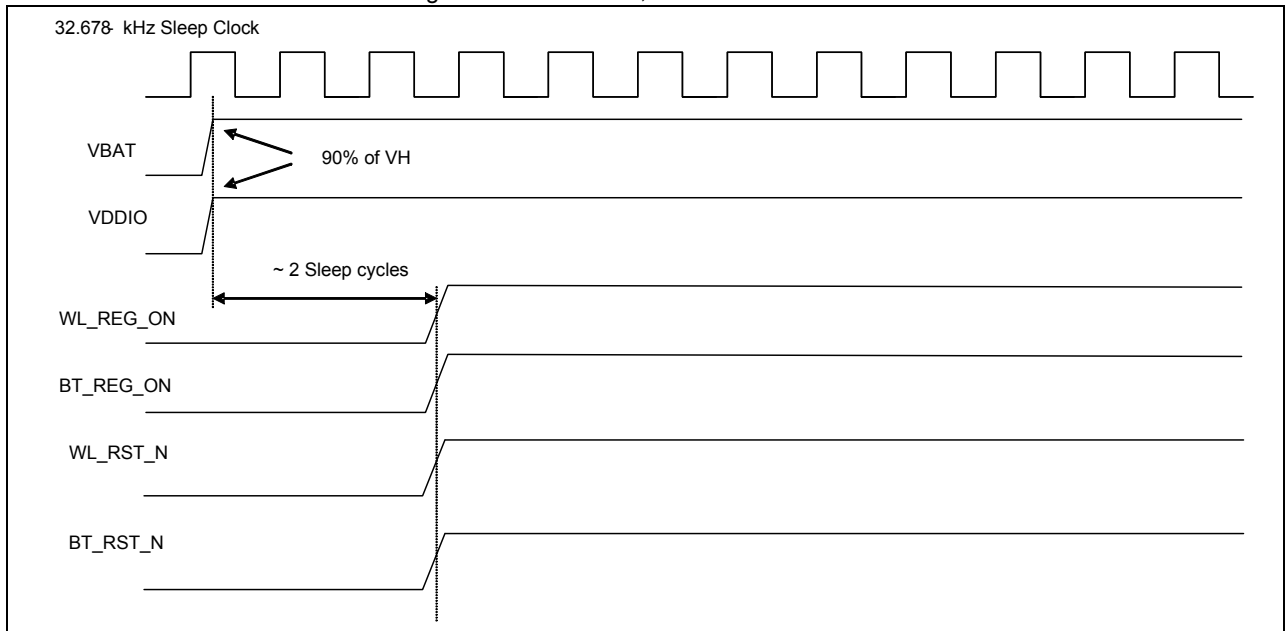 32.678- kHz Sleep Clock
VBAT
90% of VH
VDDIO
~ 2 Sleep cycles
WL_REG_ON
BT_REG_ON
WL_RST_N
BT_RST_N